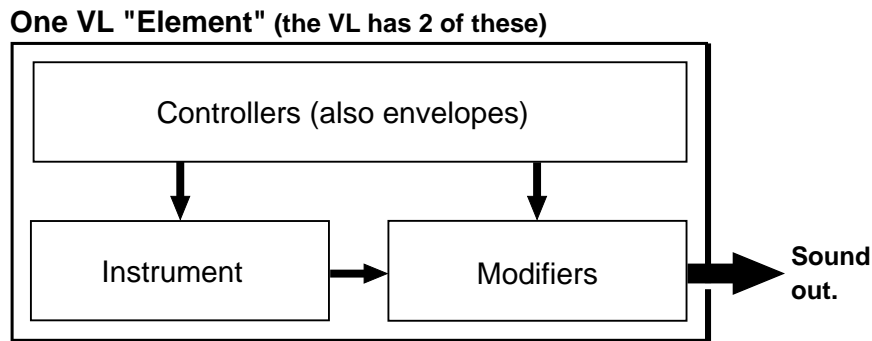 One VL "Element" (the VL has 2 of these)
Controllers (also envelopes)
Instrument
Modifiers
Sound
out.